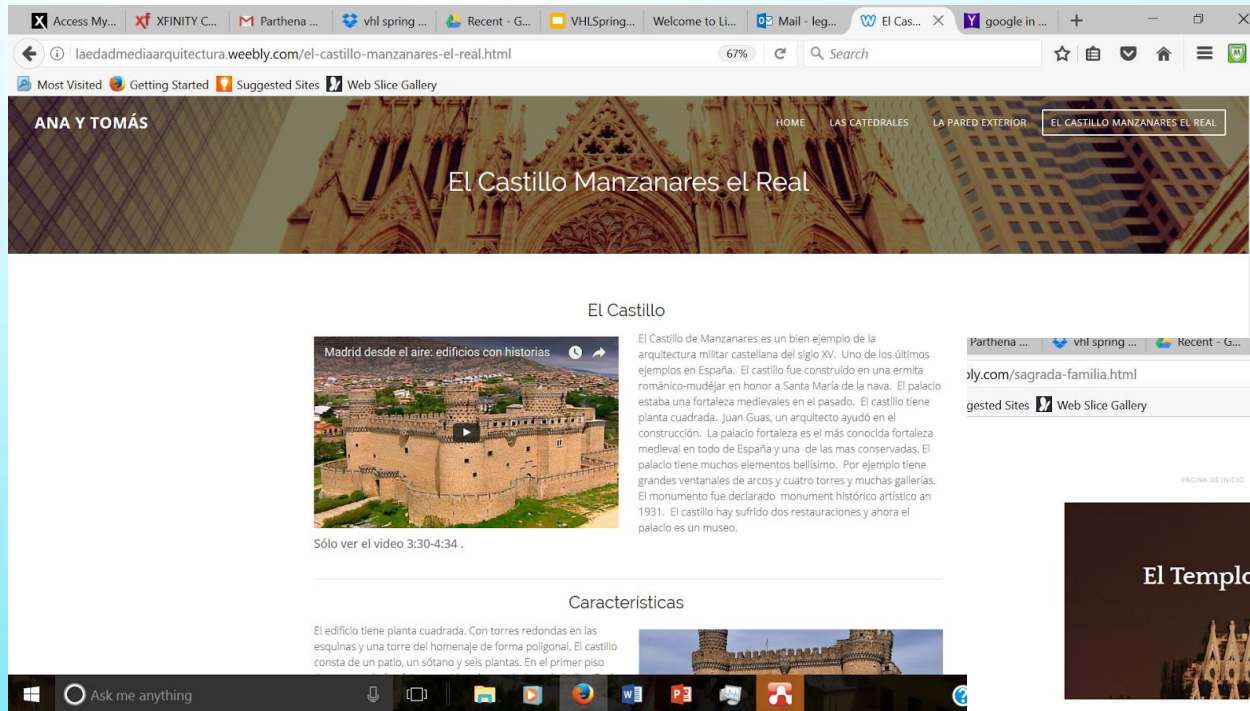 Access My...
XFINITY C...
Parthena ...
vhl spring ...
Recent - G...
VHLSpring...
Welcome to Li...
Mail - leg...
El Cas...
google in ...
laedadmediaarquitectura.weebly.com/el-castillo-manzanares-el-real.html
67%
Search
Most Visited
Getting Started
Suggested Sites
Web Slice Gallery
ANA Y TOMÁS
HOME
LAS CATEDRALES
LA PARED EXTERIOR
EL CASTILLO MANZANARES EL REAL
El Castillo Manzanares el Real
El Castillo
Madrid desde el aire: edificios con historias
Sólo ver el video 3:30-4:34 .
El Castillo de Manzanares es un bien ejemplo de la
arquitectura militar castellana del siglo XV. Uno de los últimos
ejemplos en España. El castillo fue construido en una ermita
románico-mudéjar en honor a Santa María de la nava. El palacio
estaba una fortaleza medievales en el pasado. El castillo tiene
planta cuadrada. Juan Guas, un arquitecto ayudó en el
construcción. La palacio fortaleza es el más conocida fortaleza
medieval en todo de España y una de las mas conservadas. El
palacio tiene muchos elementos bellísimo. Por ejemplo tiene
grandes ventanales de arcos y cuatro torres y muchas gallerías.
El monumento fue declarado monument histórico artístico an
1931. El castillo hay sufrido dos restauraciones y ahora el
palacio es un museo.
Características
El edificio tiene planta cuadrada. Con torres redondas en las
esquinas y una torre del homenaje de forma poligonal. El castillo
consta de un patio, un sótano y seis plantas. En el primer piso
Ask me anything
Parthena ...
vhl spring ...
Recent - G...
bly.com/sagrada-familia.html
gested Sites
Web Slice Gallery
PÁGINA DE INICIO
El Templo